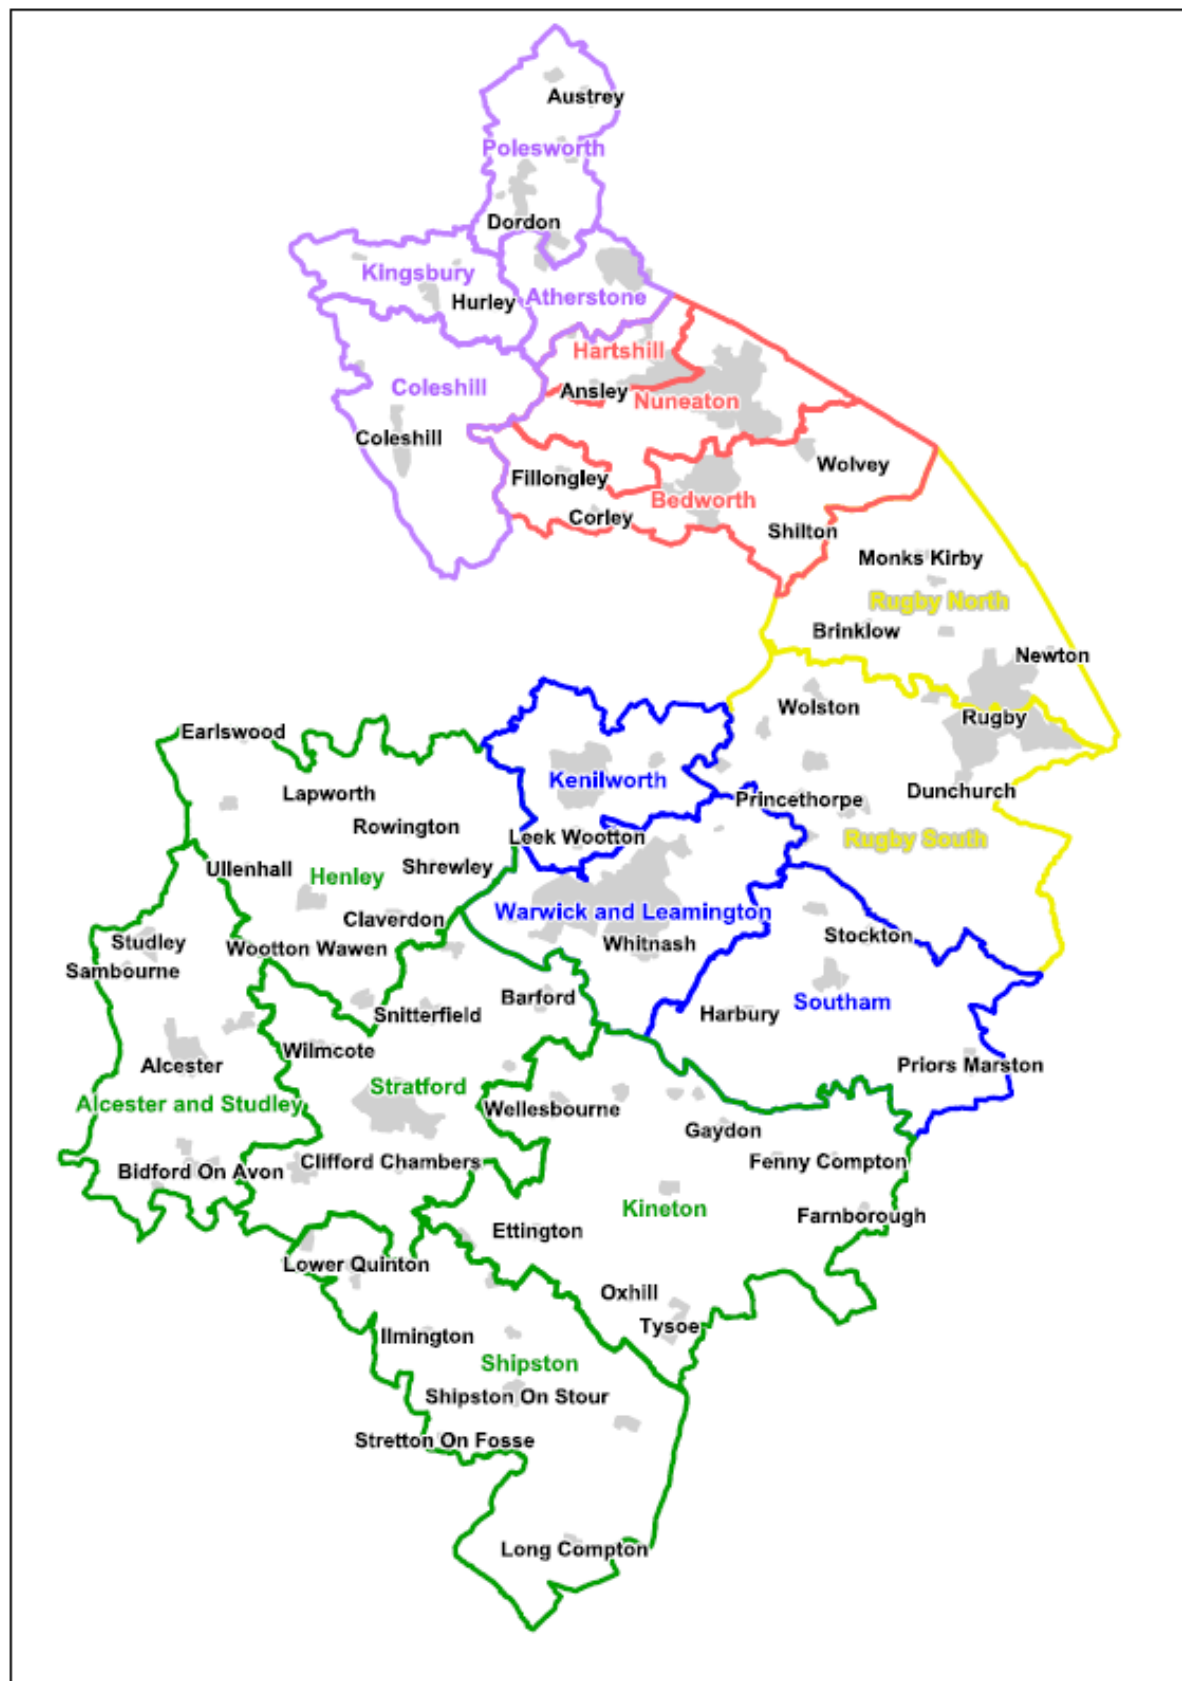 Austrey
Polesworth
Dordon
Kingsbury
Hurley
Atherstone
Hartshill
Coleshill
Ansley
Nuneaton
Coleshill
Wolvey
Fillongley
Bedworth
Corley
Shilton
Monks Kirby
Rugby North
Brinklow
Newton
Wolston
Rugby
Earlswood
Kenilworth
Lapworth
Princethorpe
Dunchurch
Rowington
Leek Wootton
Rugby South
Ullenhall
Shrewley
Henley
Warwick and Leamington
Claverdon
Stockton
Studley
Wootton Wawen
Whitnash
Sambourne
Barford
Southam
Snitterfield
Harbury
Wilmcote
Alcester
Priors Marston
Stratford
Alcester and Studley
Wellesbourne
Gaydon
Clifford Chambers
Fenny Compton
Bidford On Avon
Kineton
Farnborough
Ettington
Lower Quinton
Oxhill
Tysoe
Ilmington
Shipston
Shipston On Stour
Stretton On Fosse
Long Compton